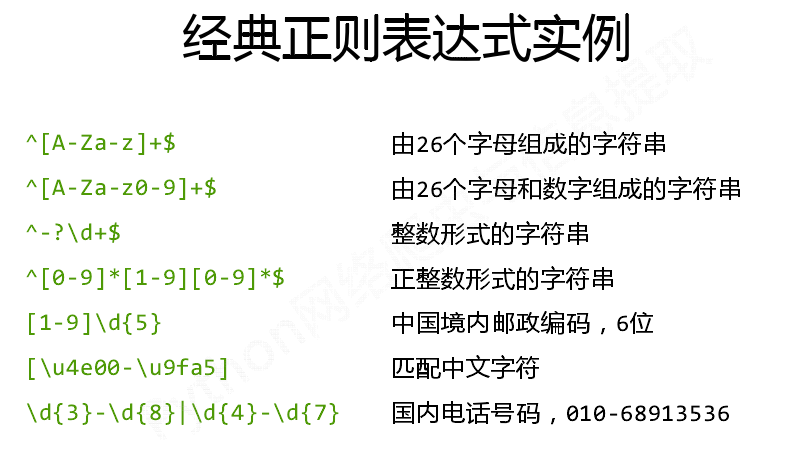 经典正则表达式实例
^[A-Za-z]+$ 由26个字母组成的字符串
^[A-Za-z0-9]+$ 由26个字母和数字组成的字符串
^-?\d+$ 整数形式的字符串
^[0-9]*[1-9][0-9]*$ 正整数形式的字符串
[1-9]\d{5} 中国境内邮政编码，6位
[\u4e00-\u9fa5] 匹配中文字符
\d{3}-\d{8}|\d{4}-\d{7} 国内电话号码，010-68913536